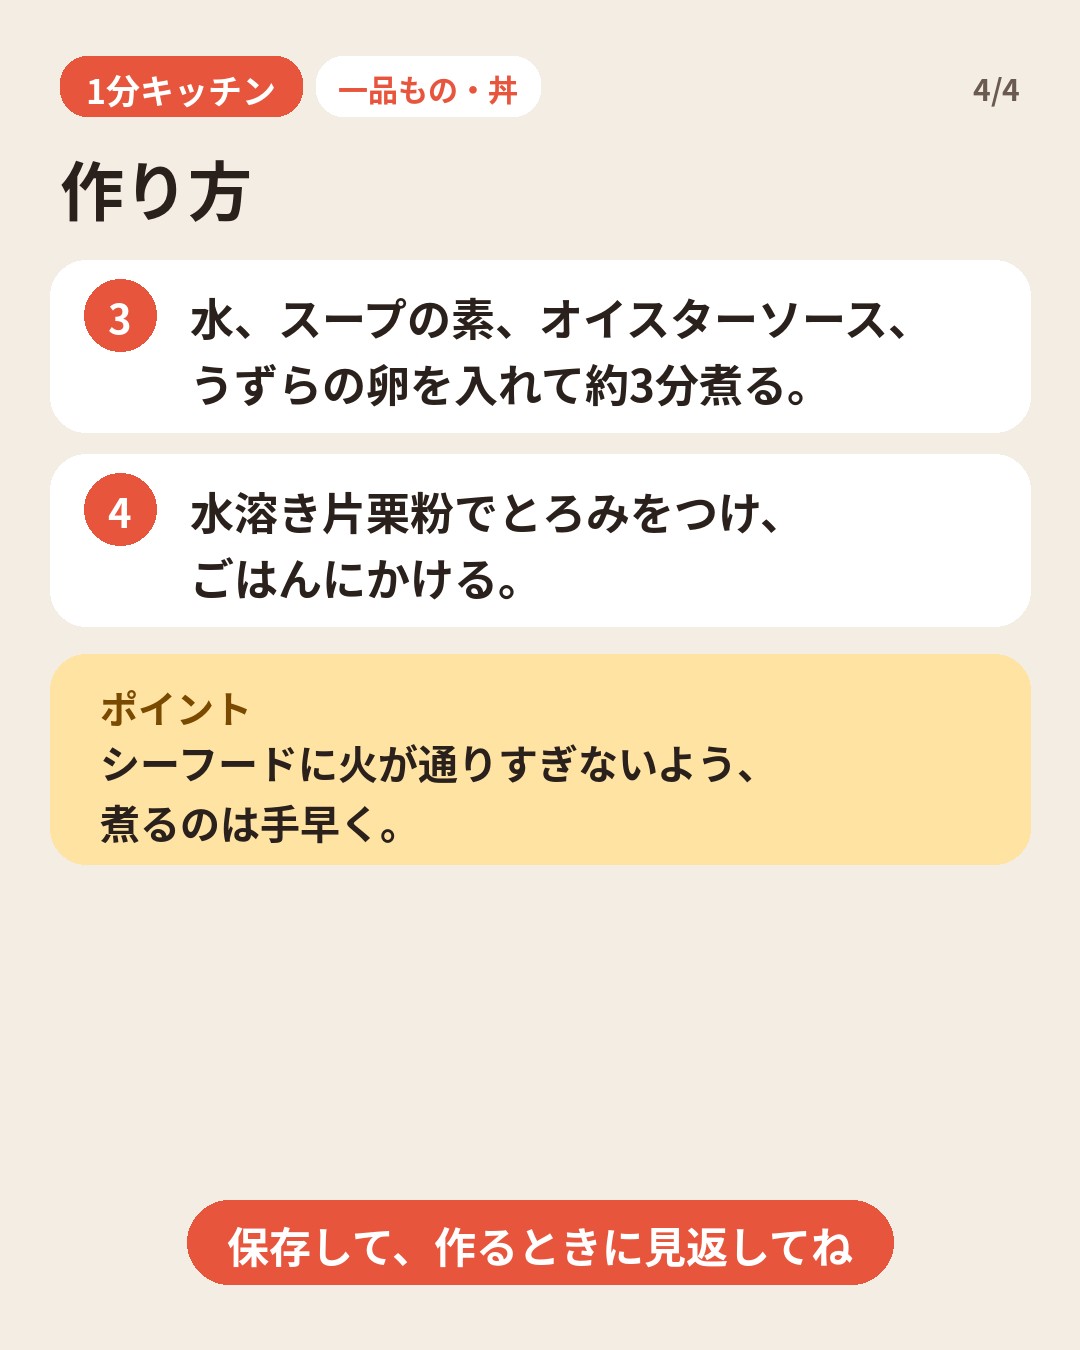 1分キッチン
一品もの・丼
4/4
作り方
3
水、スープの素、オイスターソース、
うずらの卵を入れて約3分煮る。
4
水溶き片栗粉でとろみをつけ、
ごはんにかける。
ポイント
シーフードに火が通りすぎないよう、
煮るのは手早く。
保存して、作るときに見返してね